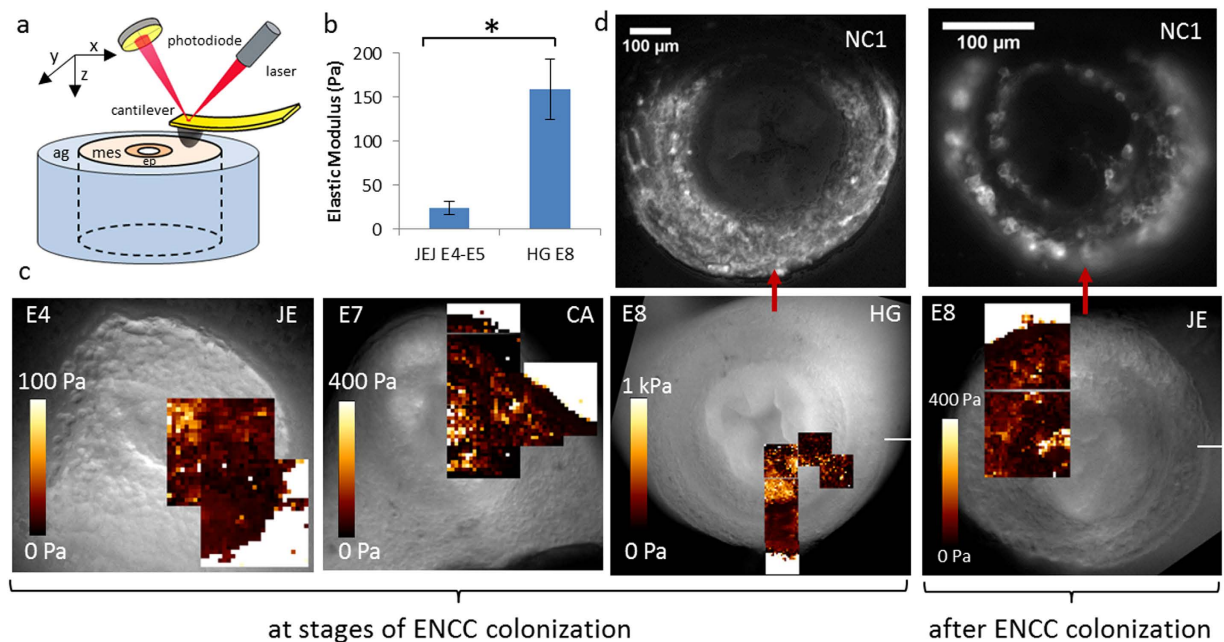 a
y
x
z
photodiode
laser
cantilever
ag
mes
ep
b
*
Elastic Modulus (Pa)
200
150
100
50
0
JEJ E4-E5
HG E8
d
100 µm
NC1
100 µm
NC1
c
E4
JE
100 Pa
0 Pa
E7
CA
400 Pa
0 Pa
E8
HG
1 kPa
0 Pa
E8
JE
400 Pa
0 Pa
at stages of ENCC colonization
after ENCC colonization